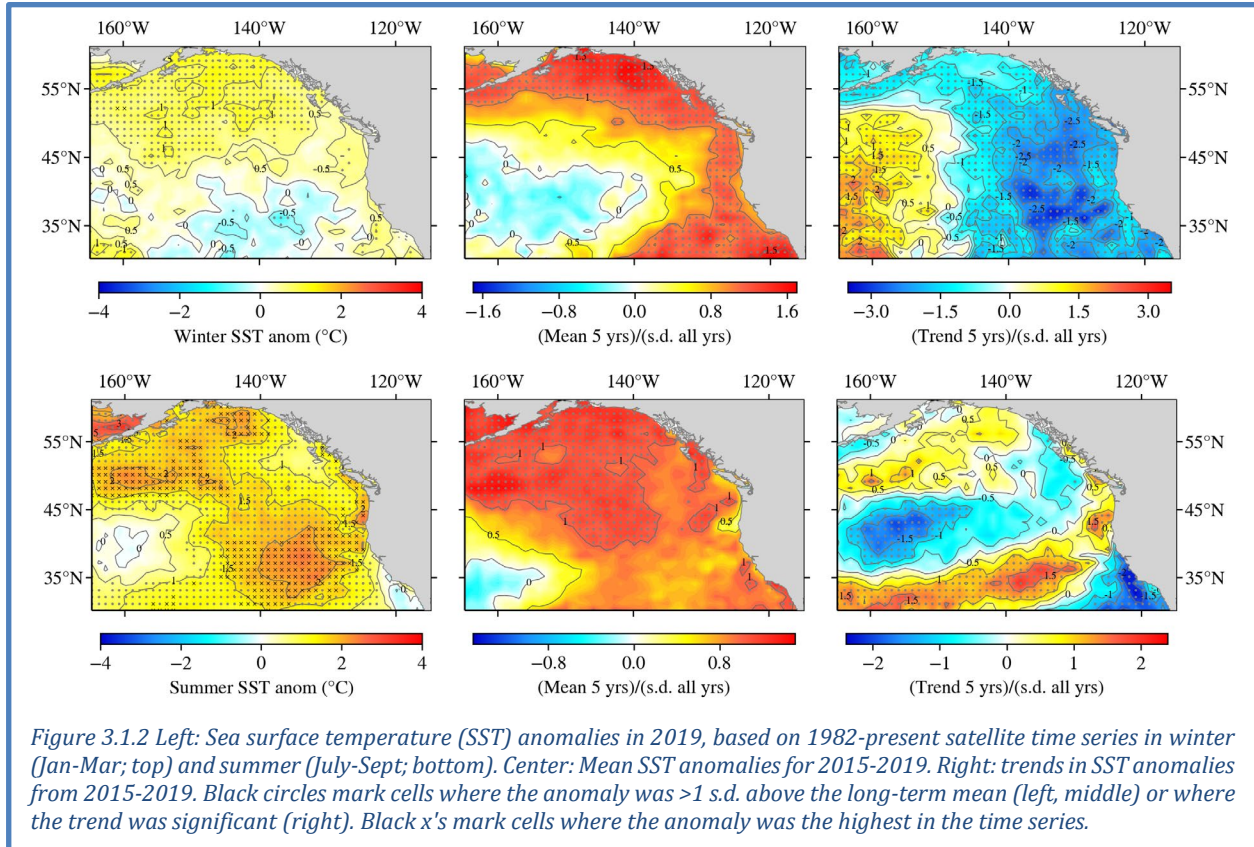 160°W 140°W 120°W
160°W 140°W 120°W
160°W 140°W 120°W
55°N
45°N
35°N
55°N
45°N
35°N
−4 −2 0 2 4
Winter SST anom (°C)
−1.6 −0.8 0.0 0.8 1.6
(Mean 5 yrs)/(s.d. all yrs)
−3.0 −1.5 0.0 1.5 3.0
(Trend 5 yrs)/(s.d. all yrs)
160°W 140°W 120°W
160°W 140°W 120°W
160°W 140°W 120°W
55°N
45°N
35°N
55°N
45°N
35°N
−4 −2 0 2 4
Summer SST anom (°C)
−0.8 0.0 0.8
(Mean 5 yrs)/(s.d. all yrs)
−2 −1 0 1 2
(Trend 5 yrs)/(s.d. all yrs)
Figure 3.1.2 Left: Sea surface temperature (SST) anomalies in 2019, based on 1982-present satellite time series in winter
(Jan-Mar; top) and summer (July-Sept; bottom). Center: Mean SST anomalies for 2015-2019. Right: trends in SST anomalies
from 2015-2019. Black circles mark cells where the anomaly was >1 s.d. above the long-term mean (left, middle) or where
the trend was significant (right). Black x's mark cells where the anomaly was the highest in the time series.